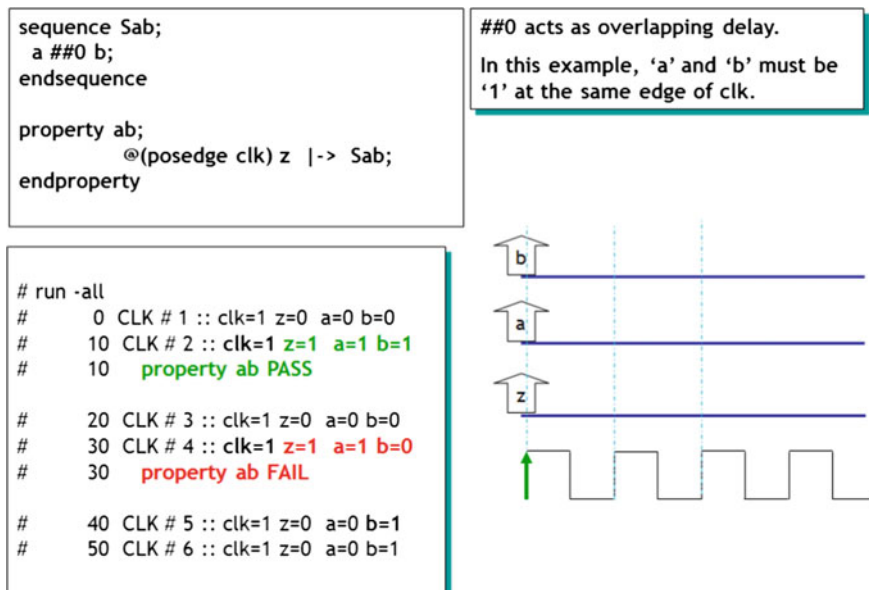 sequence Sab;
a ##0 b;
endsequence
property ab;
@(posedge clk) z |-> Sab;
endproperty
##0 acts as overlapping delay.
In this example, ‘a’ and ‘b’ must be
‘1’ at the same edge of clk.
# run -all
# 0 CLK # 1 :: clk=1 z=0 a=0 b=0
# 10 CLK # 2 :: clk=1 z=1 a=1 b=1
# 10 property ab PASS
# 20 CLK # 3 :: clk=1 z=0 a=0 b=0
# 30 CLK # 4 :: clk=1 z=1 a=1 b=0
# 30 property ab FAIL
# 40 CLK # 5 :: clk=1 z=0 a=0 b=1
# 50 CLK # 6 :: clk=1 z=0 a=0 b=1
b
a
z